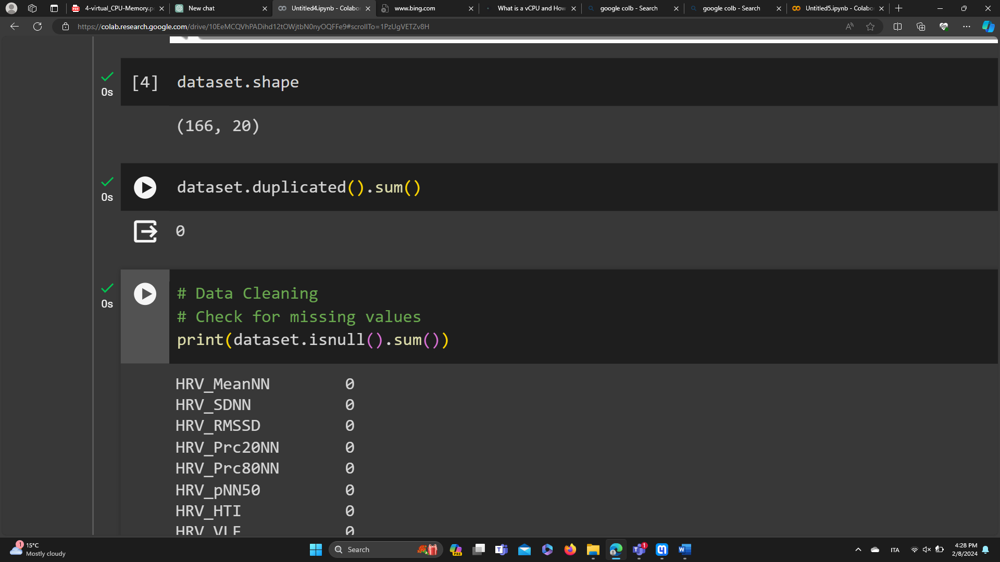 4-virtual_CPU-Memory.p
New chat
Untitled4.ipynb - Colabo
www.bing.com
What is a vCPU and How
google colb - Search
google colb - Search
Untitled5.ipynb - Colabo
https://colab.research.google.com/drive/10EeMCQVhPADihd12tOWjtbN0nyOQFFe9#scrollTo=1PzUgVETZv8H
[4] dataset.shape
0s
(166, 20)
dataset.duplicated().sum()
0s
0
# Data Cleaning
0s
# Check for missing values
print(dataset.isnull().sum())
HRV_MeanNN 0
HRV_SDNN 0
HRV_RMSSD 0
HRV_Prc20NN 0
HRV_Prc80NN 0
HRV_pNN50 0
HRV_HTI 0
HRV_VLF 0
1
15°C
Mostly cloudy
Search
PRE
1
ITA
4:28 PM
2/8/2024